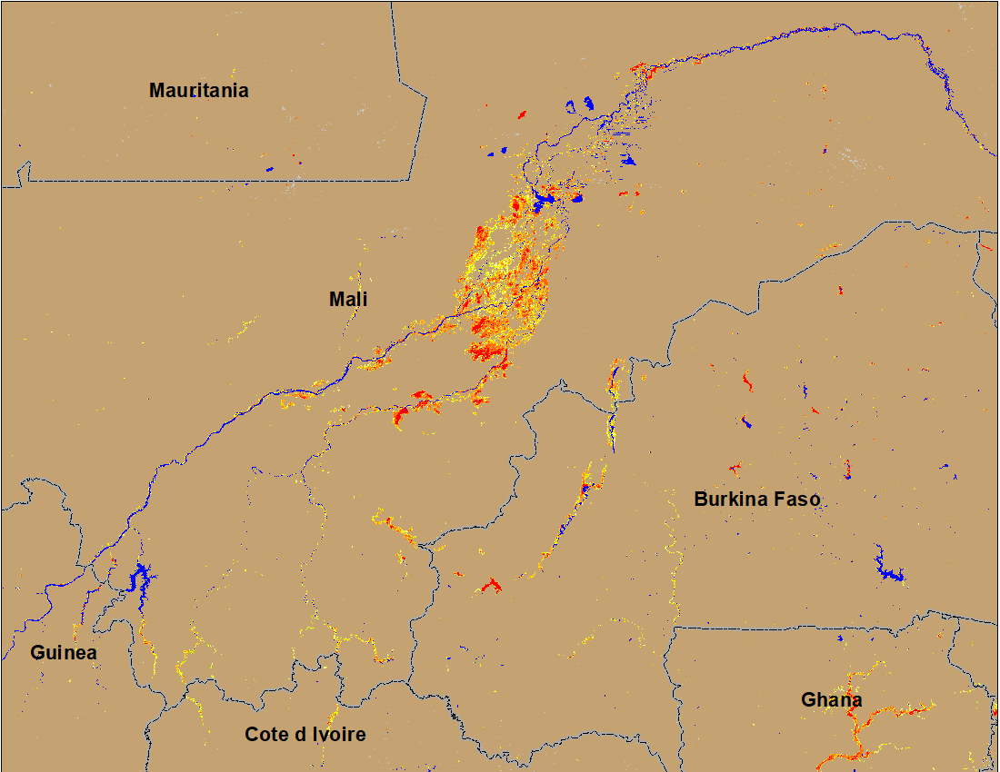 Mauritania
Mali
Burkina Faso
Guinea
Ghana
Cote d Ivoire